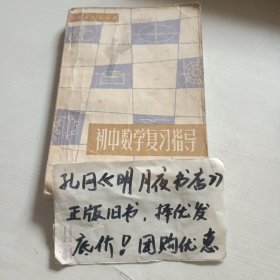 初中数学复习指导
孔网《明月夜书店》
正版旧书，择优发
底价！团购优惠